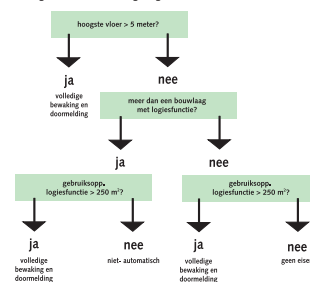 hoogste vloer > 5 meter?
ja
nee
volledige
bewaking en
doormelding
meer dan een bouwlaag
met logiesfunctie?
ja
nee
gebruiksopp.
logiesfunctie > 250 m²?
gebruiksopp.
logiesfunctie > 250 m²?
ja
nee
ja
nee
volledige
bewaking en
doormelding
niet- automatisch
volledige
bewaking en
doormelding
geen eisen